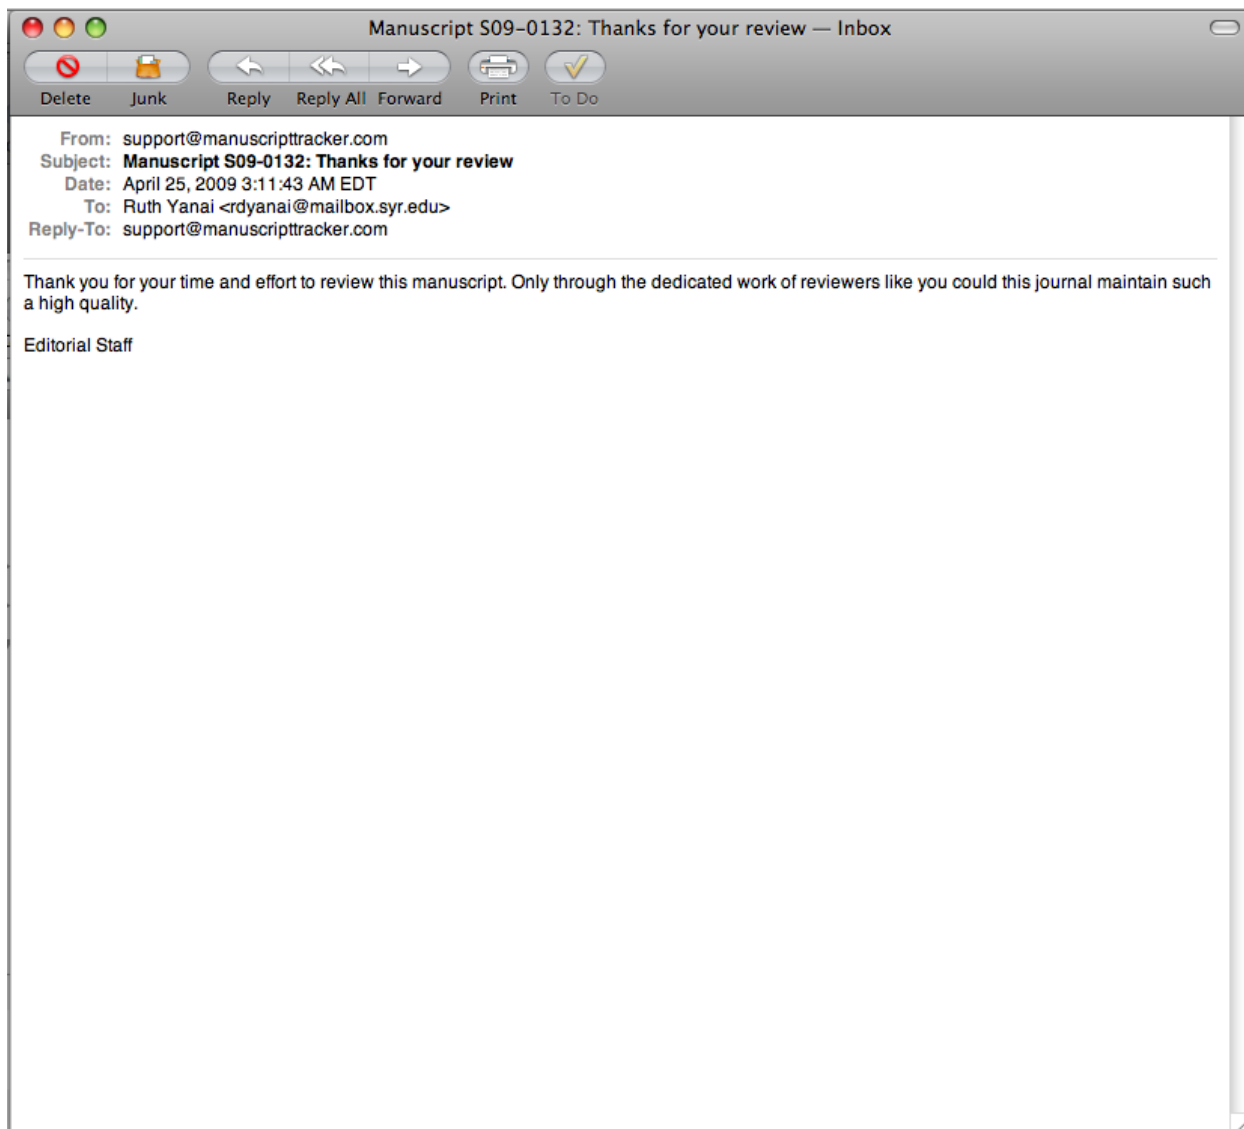 Manuscript S09-0132: Thanks for your review — Inbox
Delete Junk Reply Reply All Forward Print To Do
From: support@manuscripttracker.com
Subject: Manuscript S09-0132: Thanks for your review
Date: April 25, 2009 3:11:43 AM EDT
To: Ruth Yanai <rdyanai@mailbox.syr.edu>
Reply-To: support@manuscripttracker.com
Thank you for your time and effort to review this manuscript. Only through the dedicated work of reviewers like you could this journal maintain such
a high quality.
Editorial Staff